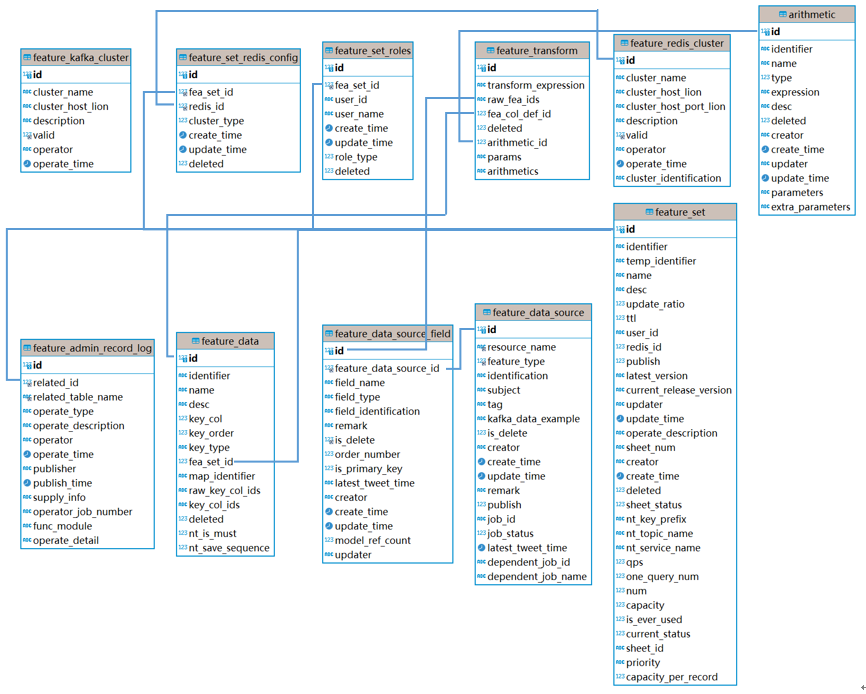 feature_kafka_cluster
id
cluster_name
cluster_host_lion
description
valid
operator
operate_time
feature_set_redis_config
id
fea_set_id
redis_id
cluster_type
create_time
update_time
deleted
feature_set_roles
id
fea_set_id
user_id
user_name
create_time
update_time
role_type
deleted
feature_transform
id
transform_expression
raw_fea_ids
fea_col_def_id
deleted
arithmetic_id
params
arithmetics
feature_redis_cluster
id
cluster_name
cluster_host_lion
cluster_host_port_lion
description
valid
operator
operate_time
cluster_identification
arithmetic
id
identifier
name
type
expression
desc
deleted
creator
create_time
updater
update_time
parameters
extra_parameters
feature_admin_record_log
id
related_id
related_table_name
operate_type
operate_description
operator
operate_time
publisher
publish_time
supply_info
operator_job_number
func_module
operate_detail
feature_data
id
identifier
name
desc
key_col
key_order
key_type
fea_set_id
map_identifier
raw_key_col_ids
key_col_ids
deleted
nt_is_must
nt_save_sequence
feature_data_source_field
id
feature_data_source_id
field_name
field_type
field_identification
remark
is_delete
order_number
is_primary_key
latest_tweet_time
creator
create_time
update_time
model_ref_count
updater
feature_data_source
id
resource_name
feature_type
identification
subject
tag
kafka_data_example
is_delete
creator
create_time
update_time
remark
publish
job_id
job_status
latest_tweet_time
dependent_job_id
dependent_job_name
feature_set
id
identifier
temp_identifier
name
desc
update_ratio
ttl
user_id
redis_id
publish
latest_version
current_release_version
updater
update_time
operate_description
sheet_num
creator
create_time
deleted
sheet_status
nt_key_prefix
nt_topic_name
nt_service_name
qps
one_query_num
num
capacity
is_ever_used
current_status
sheet_id
priority
capacity_per_record